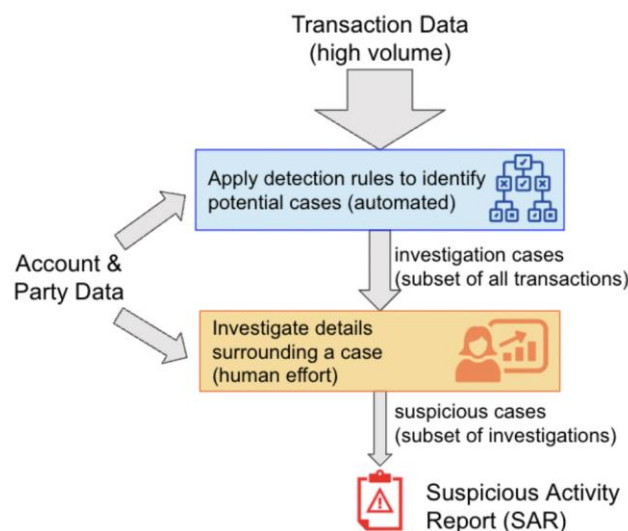 Transaction Data
(high volume)
Apply detection rules to identify
potential cases (automated)
investigation cases
(subset of all transactions)
Account &
Party Data
Investigate details
surrounding a case
(human effort)
suspicious cases
(subset of investigations)
Suspicious Activity
Report (SAR)